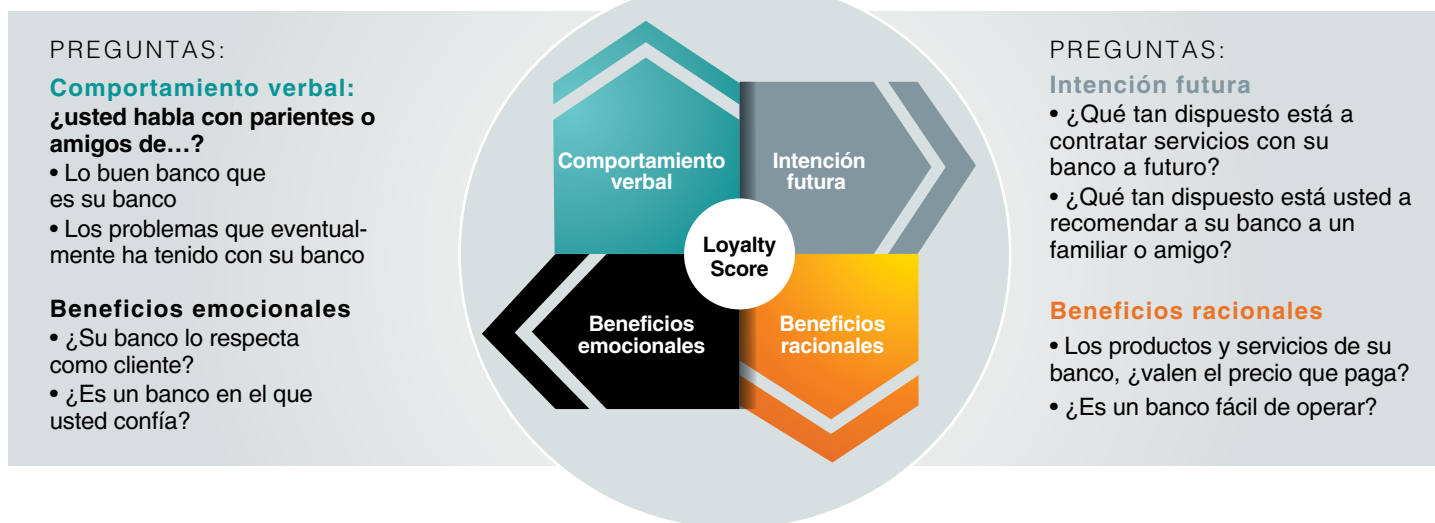 PREGUNTAS:
Comportamiento verbal:
¿usted habla con parientes o
amigos de…?
• Lo buen banco que
es su banco
• Los problemas que eventual-
mente ha tenido con su banco
Beneficios emocionales
• ¿Su banco lo respecta
como cliente?
• ¿Es un banco en el que
usted confía?
Comportamiento
verbal
Intención
futura
Loyalty
Score
Beneficios
emocionales
Beneficios
racionales
PREGUNTAS:
Intención futura
• ¿Qué tan dispuesto está a
contratar servicios con su
banco a futuro?
• ¿Qué tan dispuesto está usted a
recomendar a su banco a un
familiar o amigo?
Beneficios racionales
• Los productos y servicios de su
banco, ¿valen el precio que paga?
• ¿Es un banco fácil de operar?